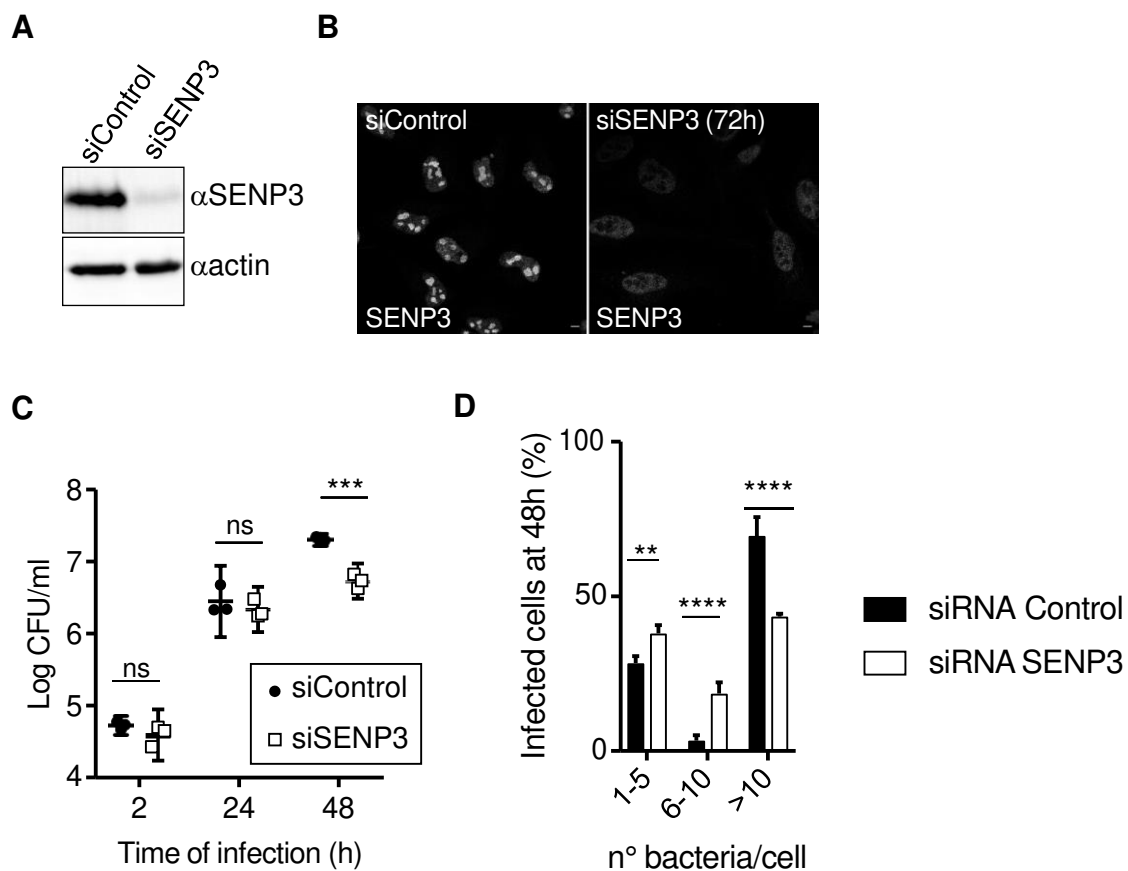 A
B
siControl
siSENP3
αSENP3
αactin
siControl
siSENP3 (72h)
SENP3
SENP3
C
D
Log CFU/ml
8
7
6
5
4
ns
ns
***
siControl
siSENP3
2
24
48
Time of infection (h)
Infected cells at 48h (%)
100
50
0
**
****
****
1-5
6-10
>10
n° bacteria/cell
siRNA Control
siRNA SENP3